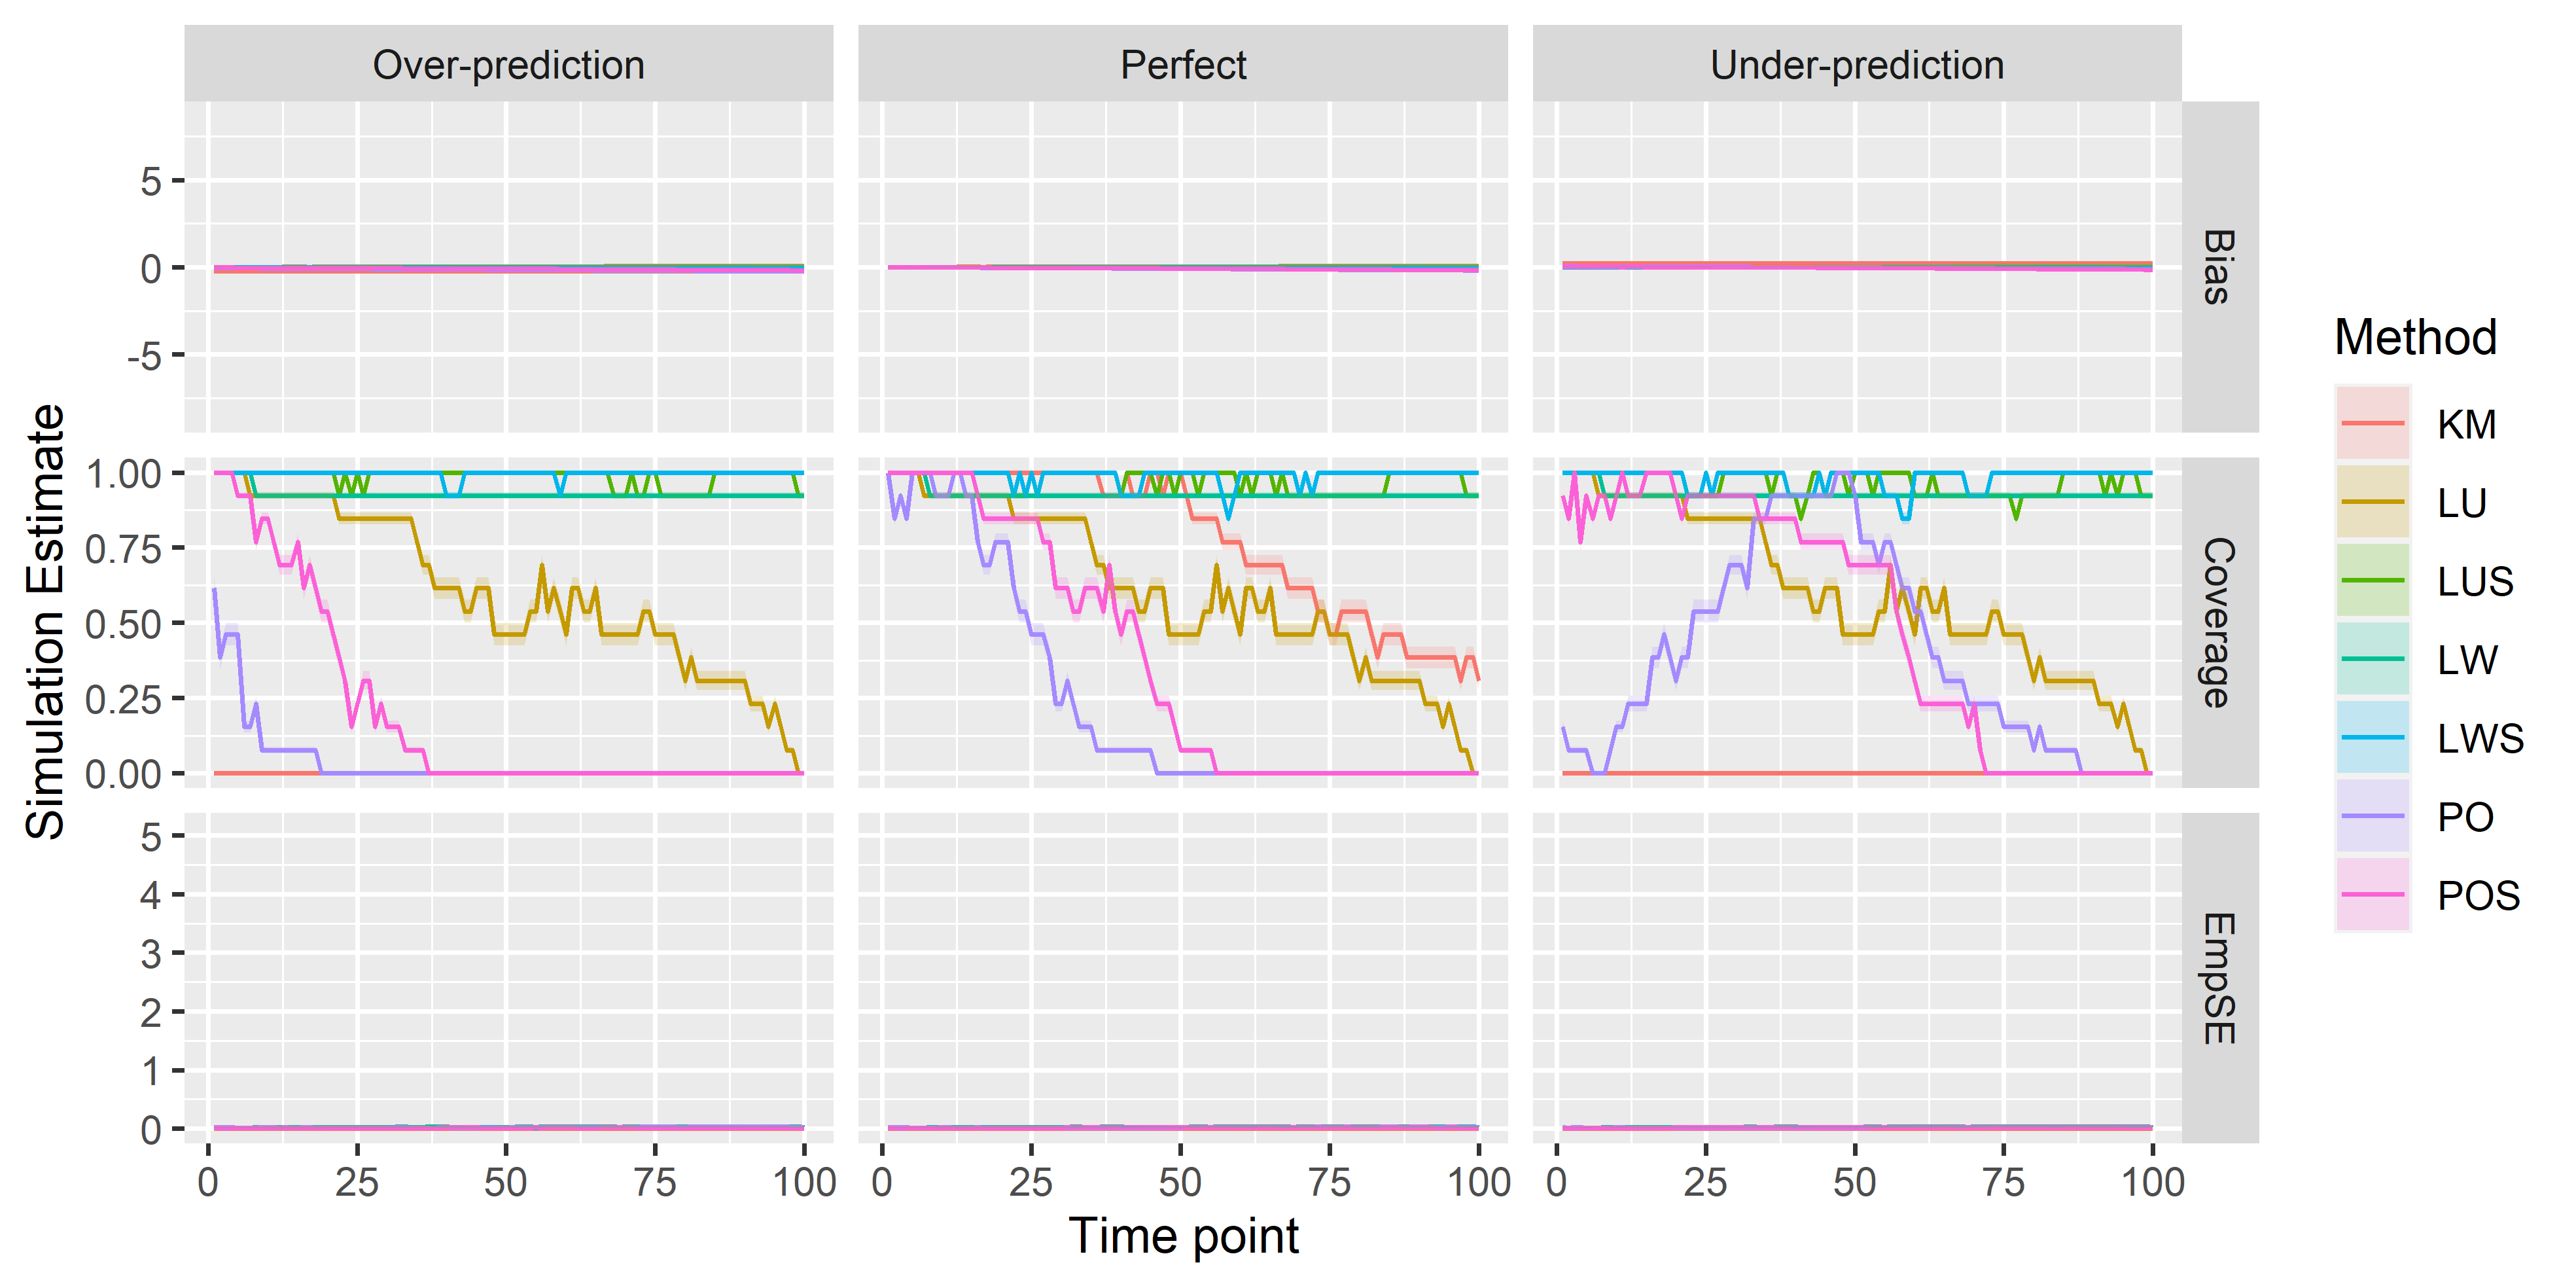 Over-prediction Perfect Under-prediction
5
0
-5
Bias
1.00
0.75
0.50
0.25
0.00
Coverage
5
4
3
2
1
0
EmpSE
0 25 50 75 100 0 25 50 75 100 0 25 50 75 100
Time point
Simulation Estimate
Method
KM
LU
LUS
LW
LWS
PO
POS